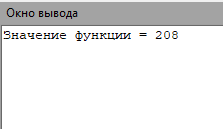 Окно вывода
Значение функции = 208